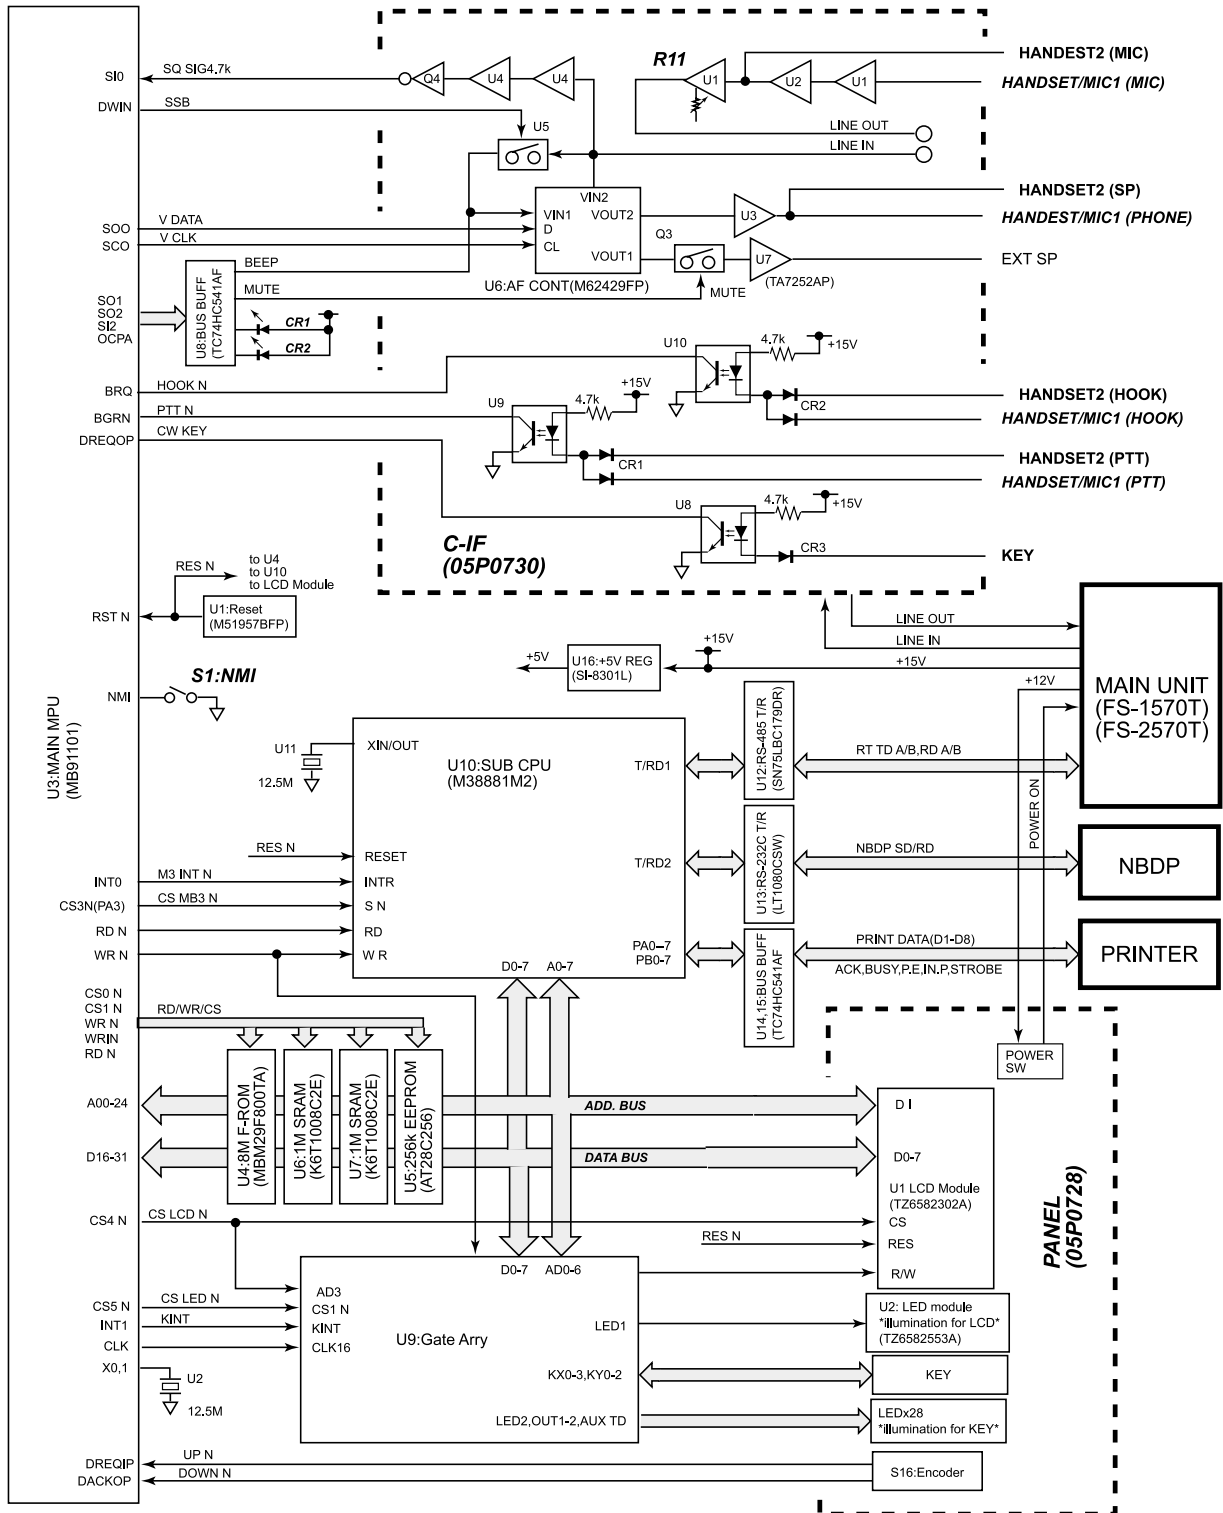 R11
HANDEST2 (MIC)
HANDSET/MIC1 (MIC)
SI0
SQ SIG4.7k
Q4
U4
U4
U1
U2
U1
DWIN
SSB
U5
LINE OUT
LINE IN
VIN2
HANDSET2 (SP)
HANDEST/MIC1 (PHONE)
VIN1
VOUT2
U3
SOO
V DATA
D
SCO
V CLK
CL
VOUT1
Q3
U7
EXT SP
BEEP
U6:AF CONT(M62429FP)
MUTE
(TA7252AP)
MUTE
SO1
SO2
SI2
OCPA
U8:BUS BUFF
(TC74HC541AF
CR1
CR2
U10
4.7k
+15V
BRQ
HOOK N
HANDSET2 (HOOK)
CR2
HANDSET/MIC1 (HOOK)
+15V
U9
4.7k
BGRN
PTT N
DREQOP
CW KEY
HANDSET2 (PTT)
CR1
HANDSET/MIC1 (PTT)
U8
4.7k
+15V
C-IF
(05P0730)
CR3
KEY
RES N
to U4
to U10
to LCD Module
RST N
U1:Reset
(M51957BFP)
LINE OUT
LINE IN
+15V
+5V
U16:+5V REG
(SI-8301L)
+15V
+12V
MAIN UNIT
(FS-1570T)
(FS-2570T)
S1:NMI
NMI
U3:MAIN MPU
(MB91101)
U11
12.5M
XIN/OUT
U10:SUB CPU
(M38881M2)
T/RD1
U12:RS-485 T/R
(SN75LBC179DR)
RT TD A/B,RD A/B
POWER ON
RES N
RESET
T/RD2
U13:RS-232C T/R
(LT1080CSW)
NBDP SD/RD
NBDP
INT0
M3 INT N
INTR
CS3N(PA3)
CS MB3 N
S N
RD N
RD
WR N
W R
PA0–7
PB0-7
U14,15:BUS BUFF
(TC74HC541AF
PRINT DATA(D1-D8)
ACK,BUSY,P.E,IN.P,STROBE
PRINTER
D0-7
A0-7
CS0 N
CS1 N
WR N
WRIN
RD N
RD/WR/CS
POWER
SW
U4:8M F-ROM
(MBM29F800TA)
U6:1M SRAM
(K6T1008C2E)
U7:1M SRAM
(K6T1008C2E)
U5:256k EEPROM
(AT28C256)
A00-24
ADD. BUS
D I
D16-31
DATA BUS
D0-7
U1 LCD Module
(TZ6582302A)
CS4 N
CS LCD N
CS
RES N
RES
R/W
PANEL
(05P0728)
D0-7
AD0-6
AD3
CS5 N
CS LED N
CS1 N
INT1
KINT
KINT
CLK
CLK16
U9:Gate Arry
LED1
U2: LED module
*illumination for LCD*
(TZ6582553A)
X0,1
U2
12.5M
KX0-3,KY0-2
KEY
LED2,OUT1-2,AUX TD
LEDx28
*illumination for KEY*
DREQIP
UP N
DACKOP
DOWN N
S16:Encoder